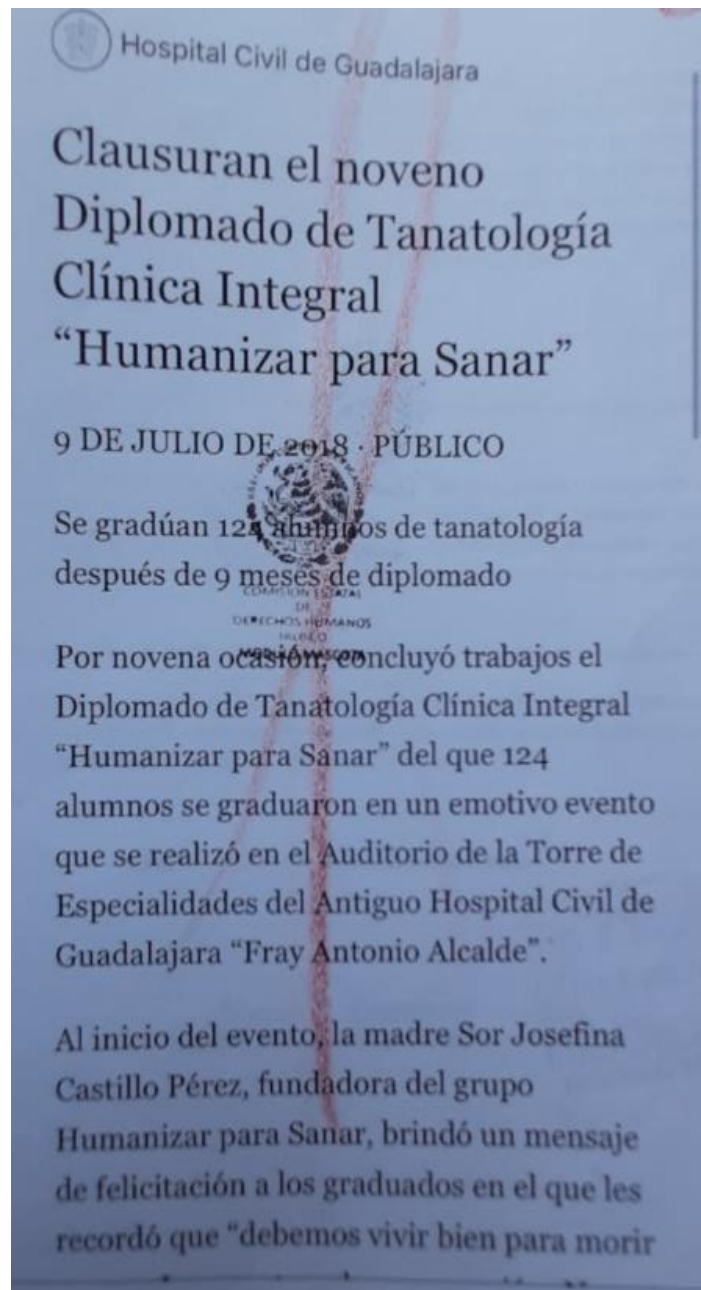 Hospital Civil de Guadalajara
Clausuran el noveno
Diplomado de Tanatología
Clínica Integral
“Humanizar para Sanar”
9 DE JULIO DE 2018 · PÚBLICO
Se gradúan 124 alumnos de tanatología
después de 9 meses de diplomado
COMISION ESTATAL
DE
DERECHOS HUMANOS
JALISCO
Por novena ocasión, concluyó trabajos el
Diplomado de Tanatología Clínica Integral
“Humanizar para Sanar” del que 124
alumnos se graduaron en un emotivo evento
que se realizó en el Auditorio de la Torre de
Especialidades del Antiguo Hospital Civil de
Guadalajara “Fray Antonio Alcalde”.
Al inicio del evento, la madre Sor Josefina
Castillo Pérez, fundadora del grupo
Humanizar para Sanar, brindó un mensaje
de felicitación a los graduados en el que les
recordó que “debemos vivir bien para morir